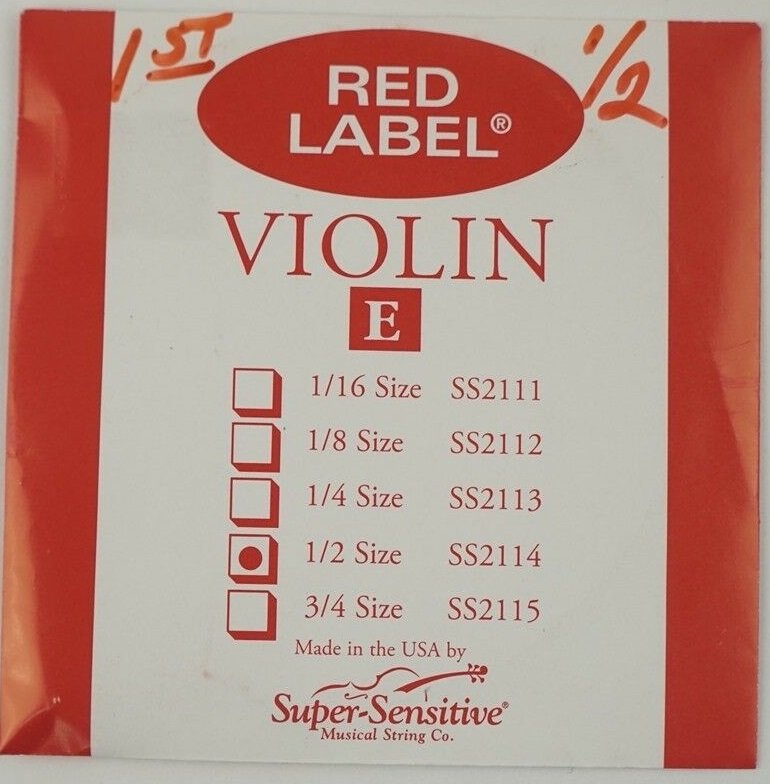 1ST 1/2
RED
LABEL®
VIOLIN
E
1/16 Size SS2111
1/8 Size SS2112
1/4 Size SS2113
1/2 Size SS2114
3/4 Size SS2115
Made in the USA by
Super-Sensitive®
Musical String Co.